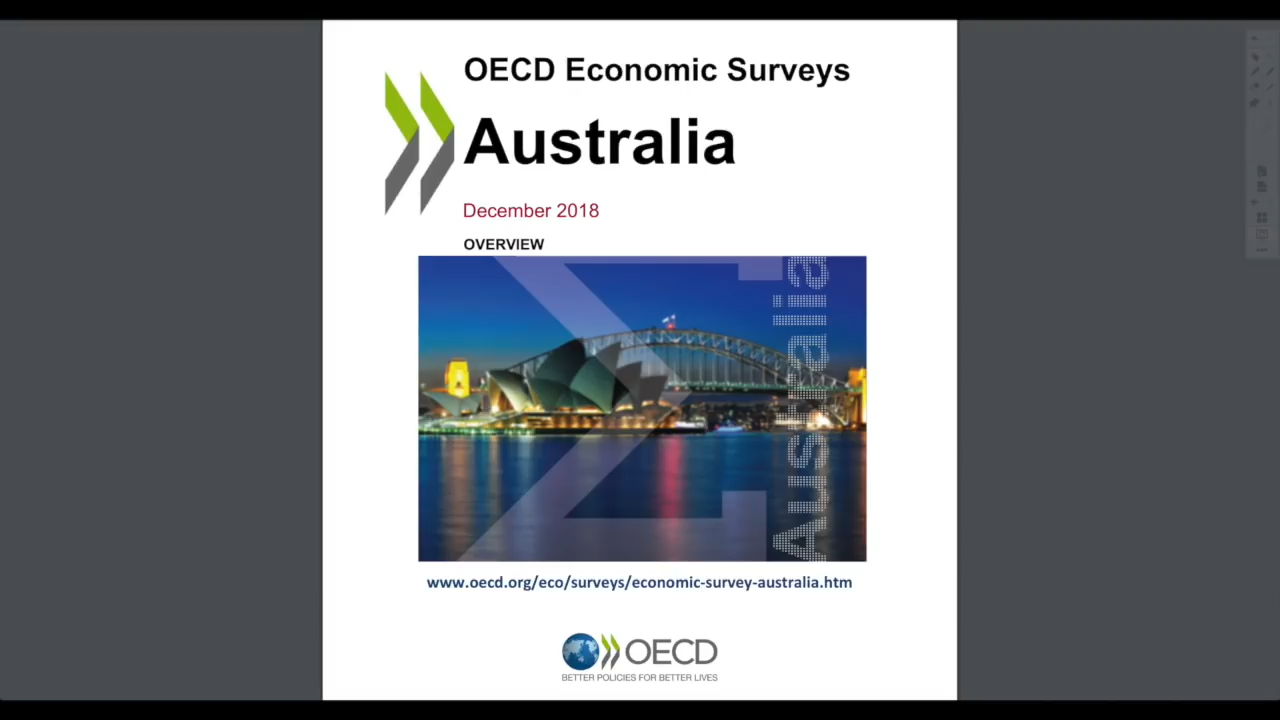 OECD Economic Surveys
Australia
December 2018
OVERVIEW
Australia
www.oecd.org/eco/surveys/economic-survey-australia.htm
OECD
BETTER POLICIES FOR BETTER LIVES